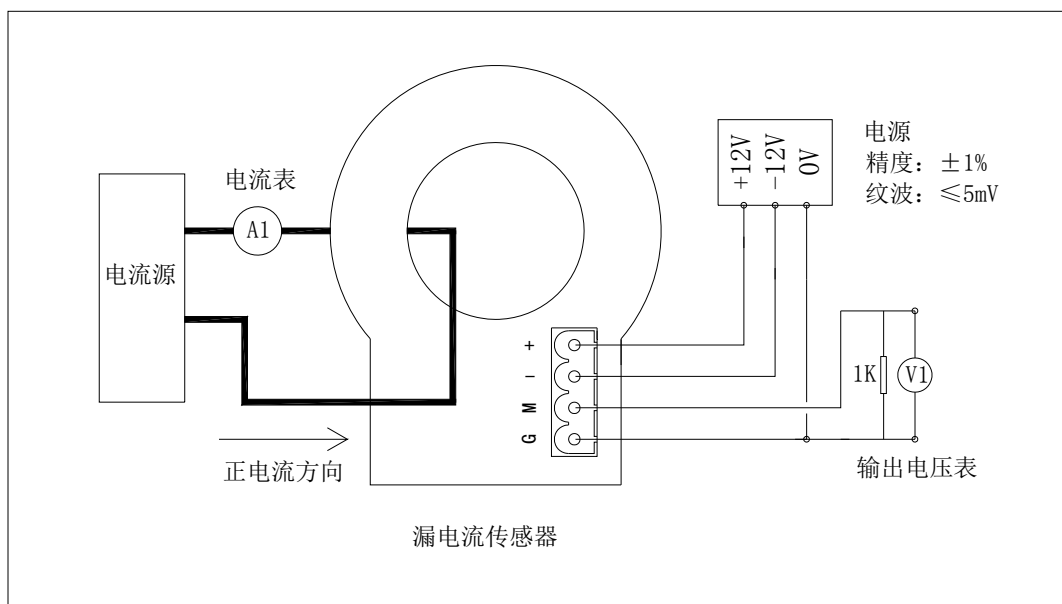 +12V
-12V
0V
电源
精度：±1%
纹波：≤5mV
电流表
A1
电流源
+
-
M
G
1K
V1
正电流方向
输出电压表
漏电流传感器